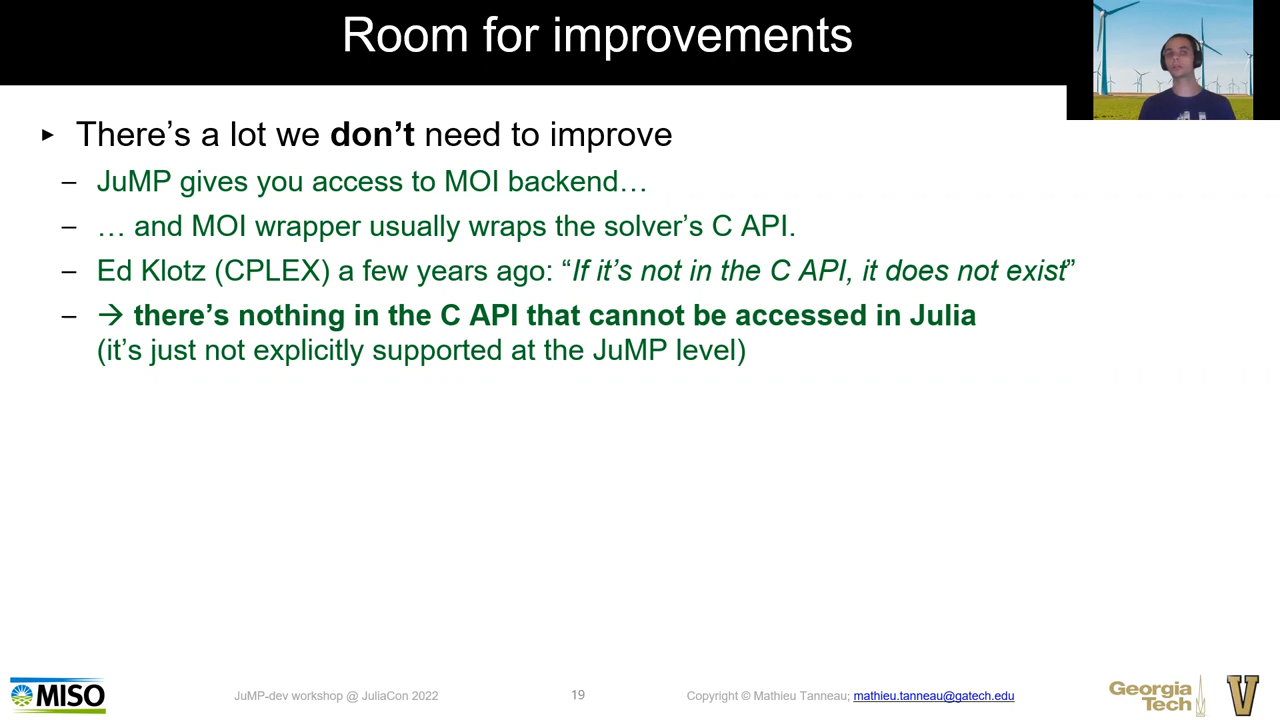 Room for improvements
▸ There’s a lot we don’t need to improve
– JuMP gives you access to MOI backend…
– … and MOI wrapper usually wraps the solver’s C API.
– Ed Klotz (CPLEX) a few years ago: “If it’s not in the C API, it does not exist”
– → there’s nothing in the C API that cannot be accessed in Julia
(it’s just not explicitly supported at the JuMP level)
MISO
JuMP-dev workshop @ JuliaCon 2022
19
Copyright © Mathieu Tanneau; mathieu.tanneau@gatech.edu
Georgia
Tech
V